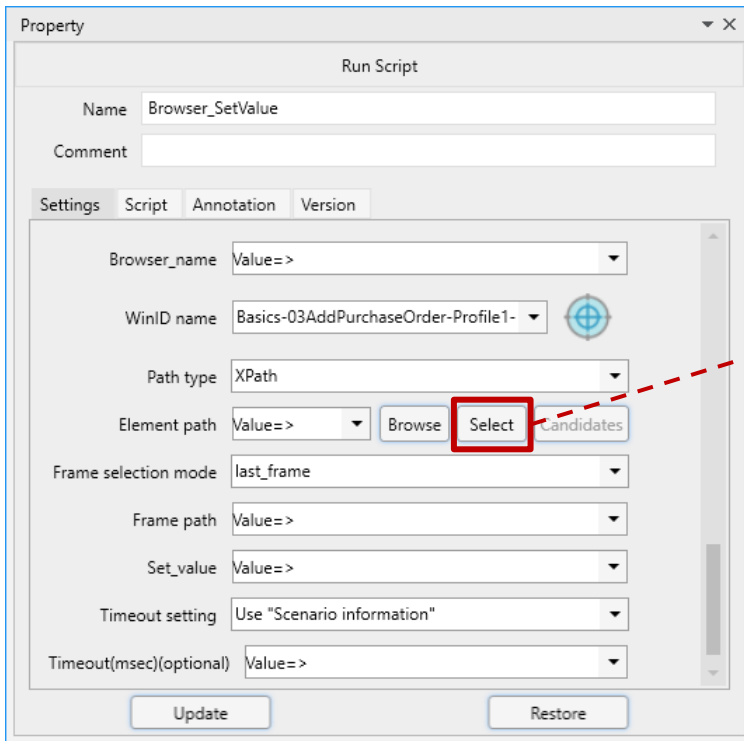 Property
Run Script
Name Browser_SetValue
Comment
Settings Script Annotation Version
Browser_name Value=>
WinID name Basics-03AddPurchaseOrder-Profile1-
Path type XPath
Element path Value=> Browse Select Candidates
Frame selection mode last_frame
Frame path Value=>
Set_value Value=>
Timeout setting Use "Scenario information"
Timeout(msec)(optional) Value=>
Update Restore